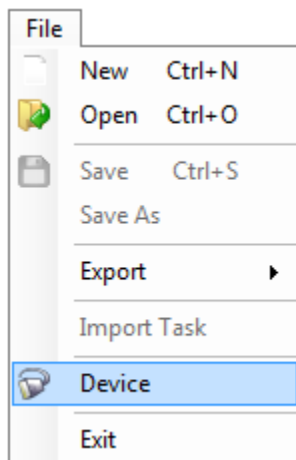 File
New Ctrl+N
Open Ctrl+O
Save Ctrl+S
Save As
Export
Import Task
Device
Exit